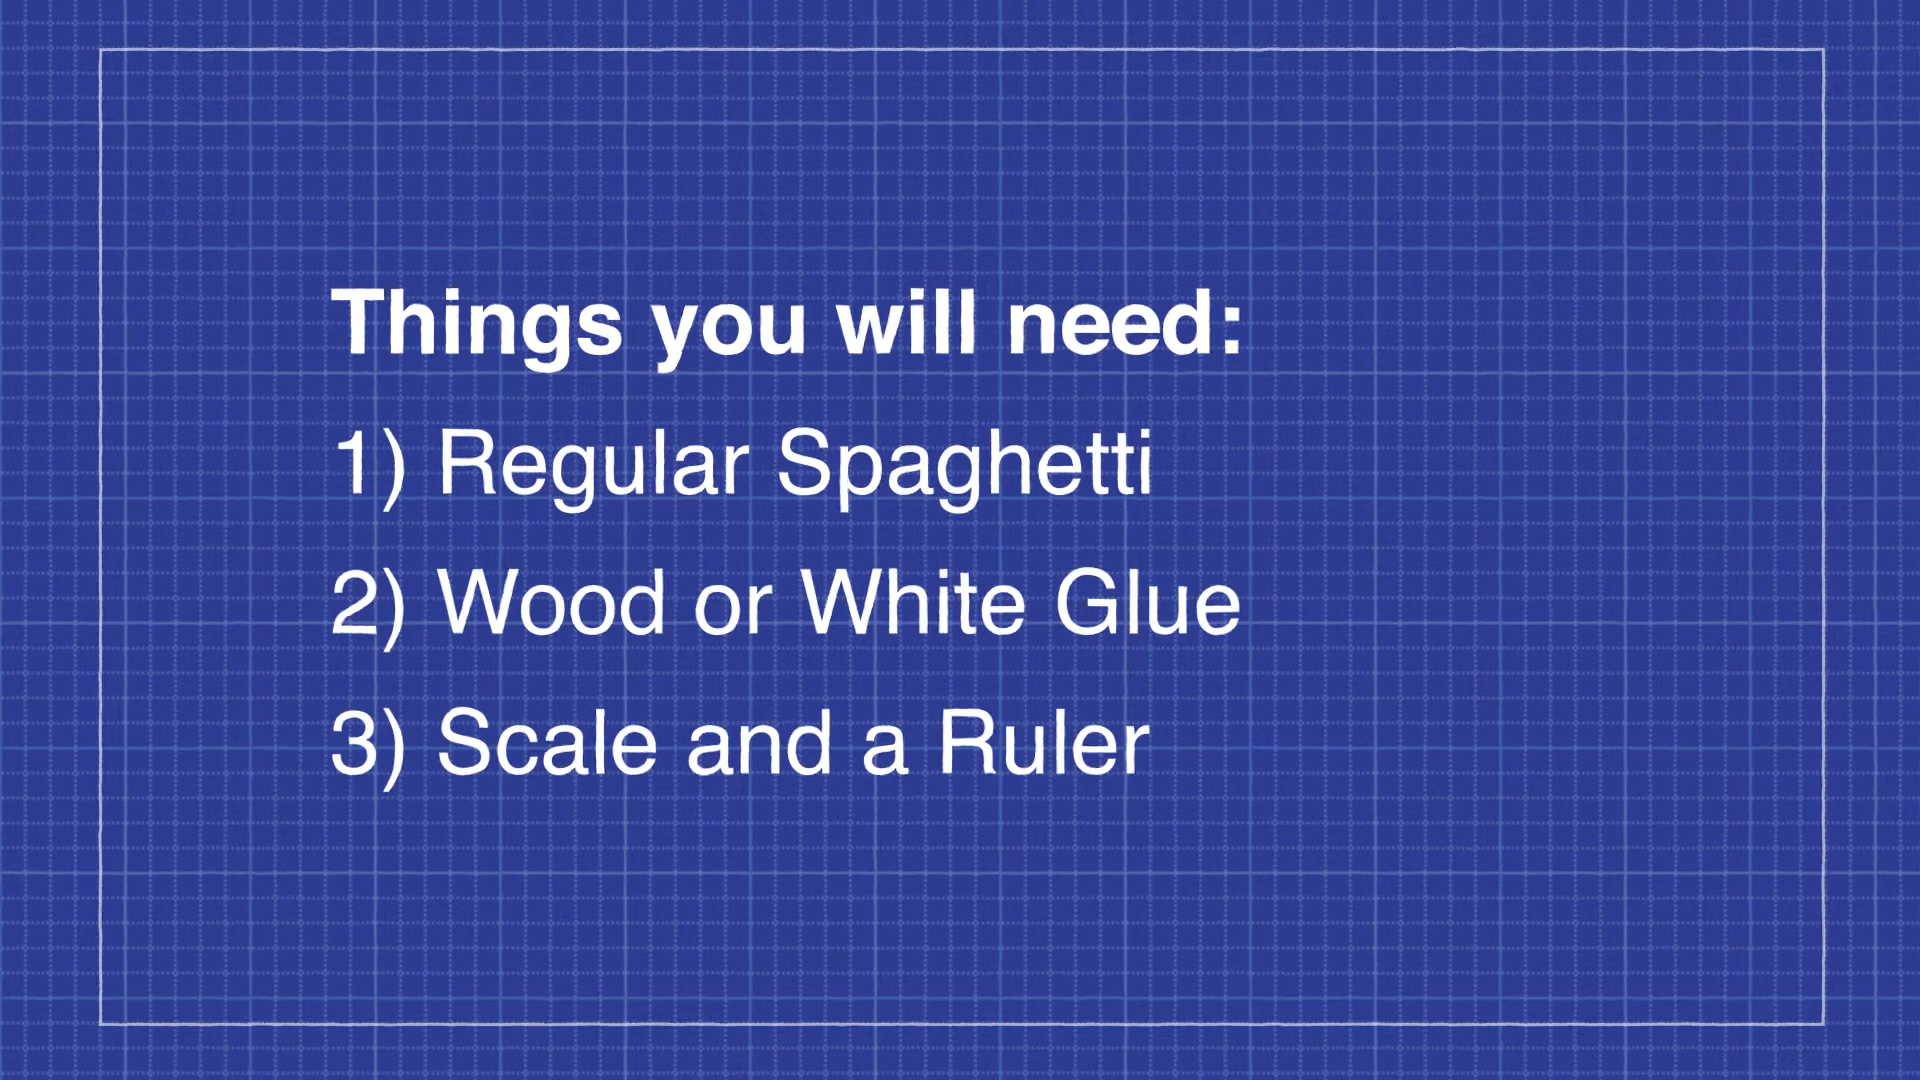 Things you will need:
1) Regular Spaghetti
2) Wood or White Glue
3) Scale and a Ruler